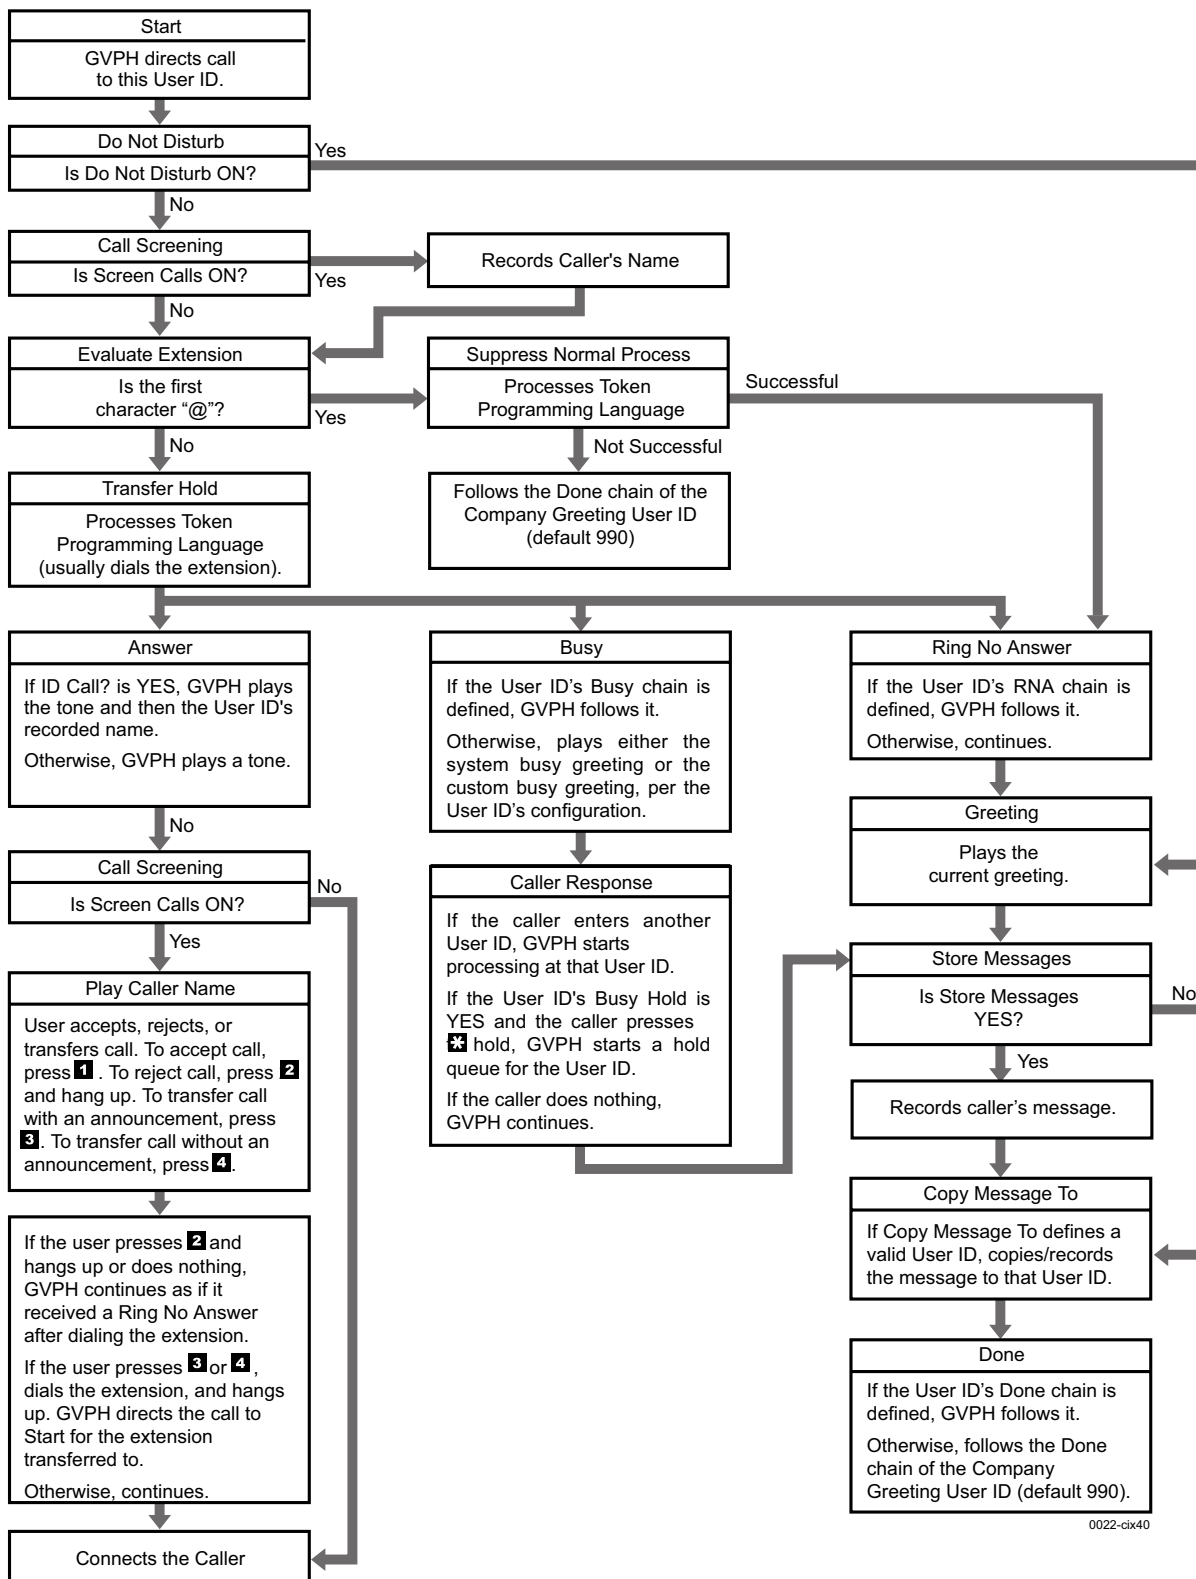 Start
GVPH directs call
to this User ID.
Do Not Disturb
Is Do Not Disturb ON?
Yes
No
Call Screening
Is Screen Calls ON?
Yes
Records Caller's Name
No
Evaluate Extension
Is the first
character “@”?
Yes
Suppress Normal Process
Processes Token
Programming Language
Successful
No
Not Successful
Transfer Hold
Processes Token
Programming Language
(usually dials the extension).
Follows the Done chain of the
Company Greeting User ID
(default 990)
Answer
If ID Call? is YES, GVPH plays
the tone and then the User ID's
recorded name.
Otherwise, GVPH plays a tone.
No
Call Screening
Is Screen Calls ON?
No
Yes
Play Caller Name
User accepts, rejects, or
transfers call. To accept call,
press 1 . To reject call, press 2
and hang up. To transfer call
with an announcement, press
3. To transfer call without an
announcement, press 4.
If the user presses 2 and
hangs up or does nothing,
GVPH continues as if it
received a Ring No Answer
after dialing the extension.
If the user presses 3 or 4 ,
dials the extension, and hangs
up. GVPH directs the call to
Start for the extension
transferred to.
Otherwise, continues.
Connects the Caller
Busy
If the User ID’s Busy chain is
defined, GVPH follows it.
Otherwise, plays either the
system busy greeting or the
custom busy greeting, per the
User ID’s configuration.
Caller Response
If the caller enters another
User ID, GVPH starts
processing at that User ID.
If the User ID's Busy Hold is
YES and the caller presses
* hold, GVPH starts a hold
queue for the User ID.
If the caller does nothing,
GVPH continues.
Ring No Answer
If the User ID’s RNA chain is
defined, GVPH follows it.
Otherwise, continues.
Greeting
Plays the
current greeting.
Store Messages
Is Store Messages
YES?
No
Yes
Records caller’s message.
Copy Message To
If Copy Message To defines a
valid User ID, copies/records
the message to that User ID.
Done
If the User ID’s Done chain is
defined, GVPH follows it.
Otherwise, follows the Done
chain of the Company
Greeting User ID (default 990).
0022-cix40